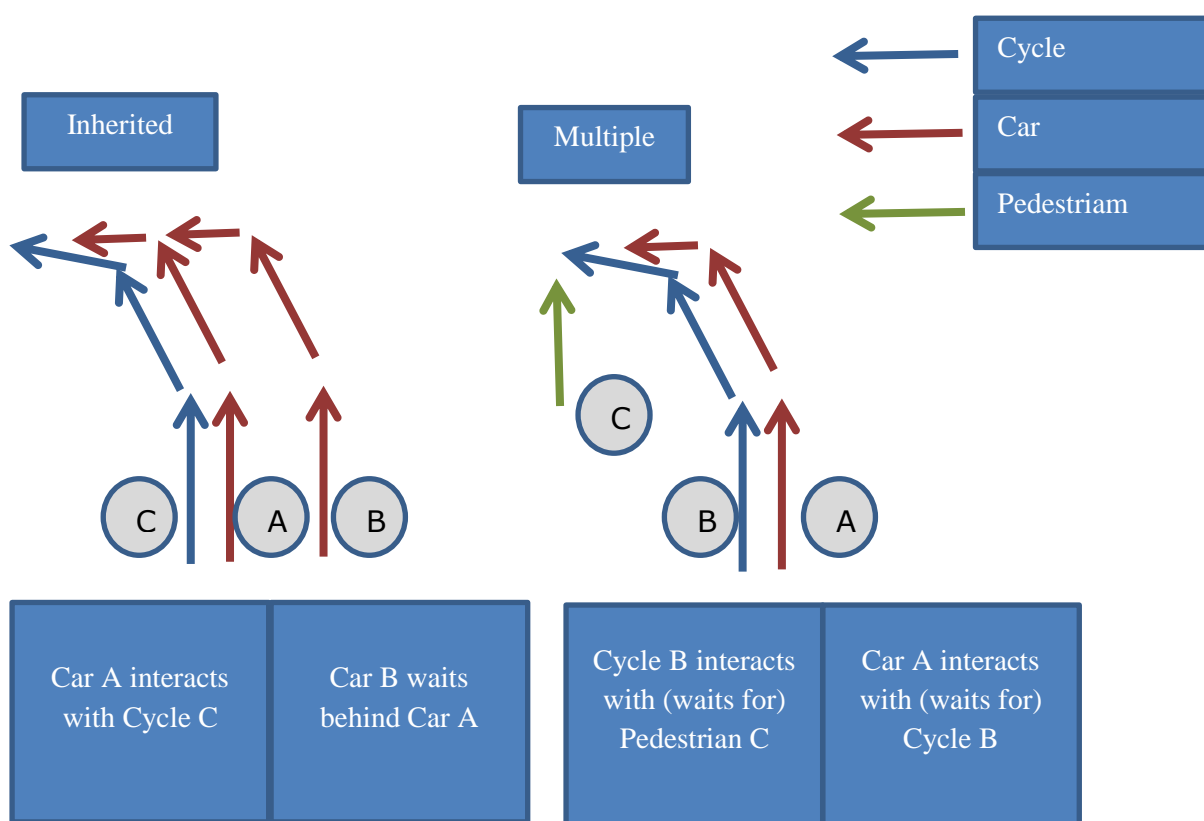 Cycle
Inherited
Multiple
Car
Pedestriam
C
C
A
B
B
A
Car A interacts
with Cycle C
Car B waits
behind Car A
Cycle B interacts
with (waits for)
Pedestrian C
Car A interacts
with (waits for)
Cycle B